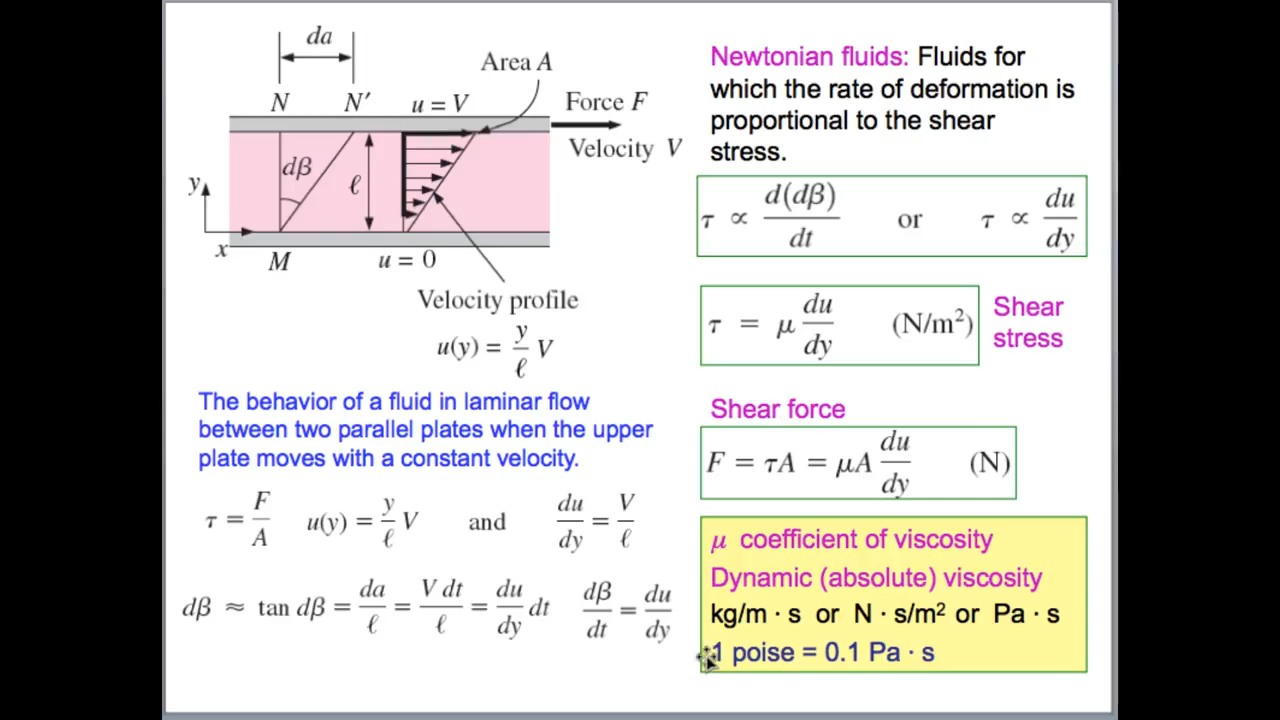 da
Area A
N N′ u = V Force F
Velocity V
dβ
ℓ
y
x
M u = 0
Velocity profile
u(y) = y/ℓ V
The behavior of a fluid in laminar flow
between two parallel plates when the upper
plate moves with a constant velocity.
τ = F/A u(y) = y/ℓ V and du/dy = V/ℓ
dβ ≈ tan dβ = da/ℓ = V dt/ℓ = du/dy dt dβ/dt = du/dy
Newtonian fluids: Fluids for
which the rate of deformation is
proportional to the shear
stress.
τ ∝ d(dβ)/dt or τ ∝ du/dy
τ = μ du/dy (N/m²)
Shear
stress
Shear force
F = τA = μA du/dy (N)
μ coefficient of viscosity
Dynamic (absolute) viscosity
kg/m · s or N · s/m² or Pa · s
1 poise = 0.1 Pa · s